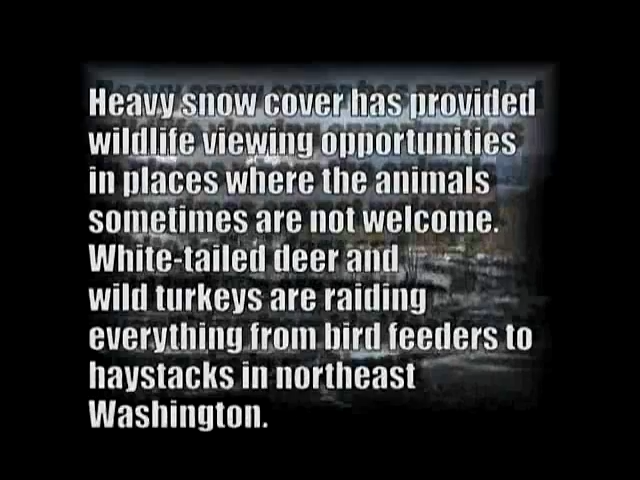 Heavy snow cover has provided
wildlife viewing opportunities
in places where the animals
sometimes are not welcome.
White-tailed deer and
wild turkeys are raiding
everything from bird feeders to
haystacks in northeast
Washington.